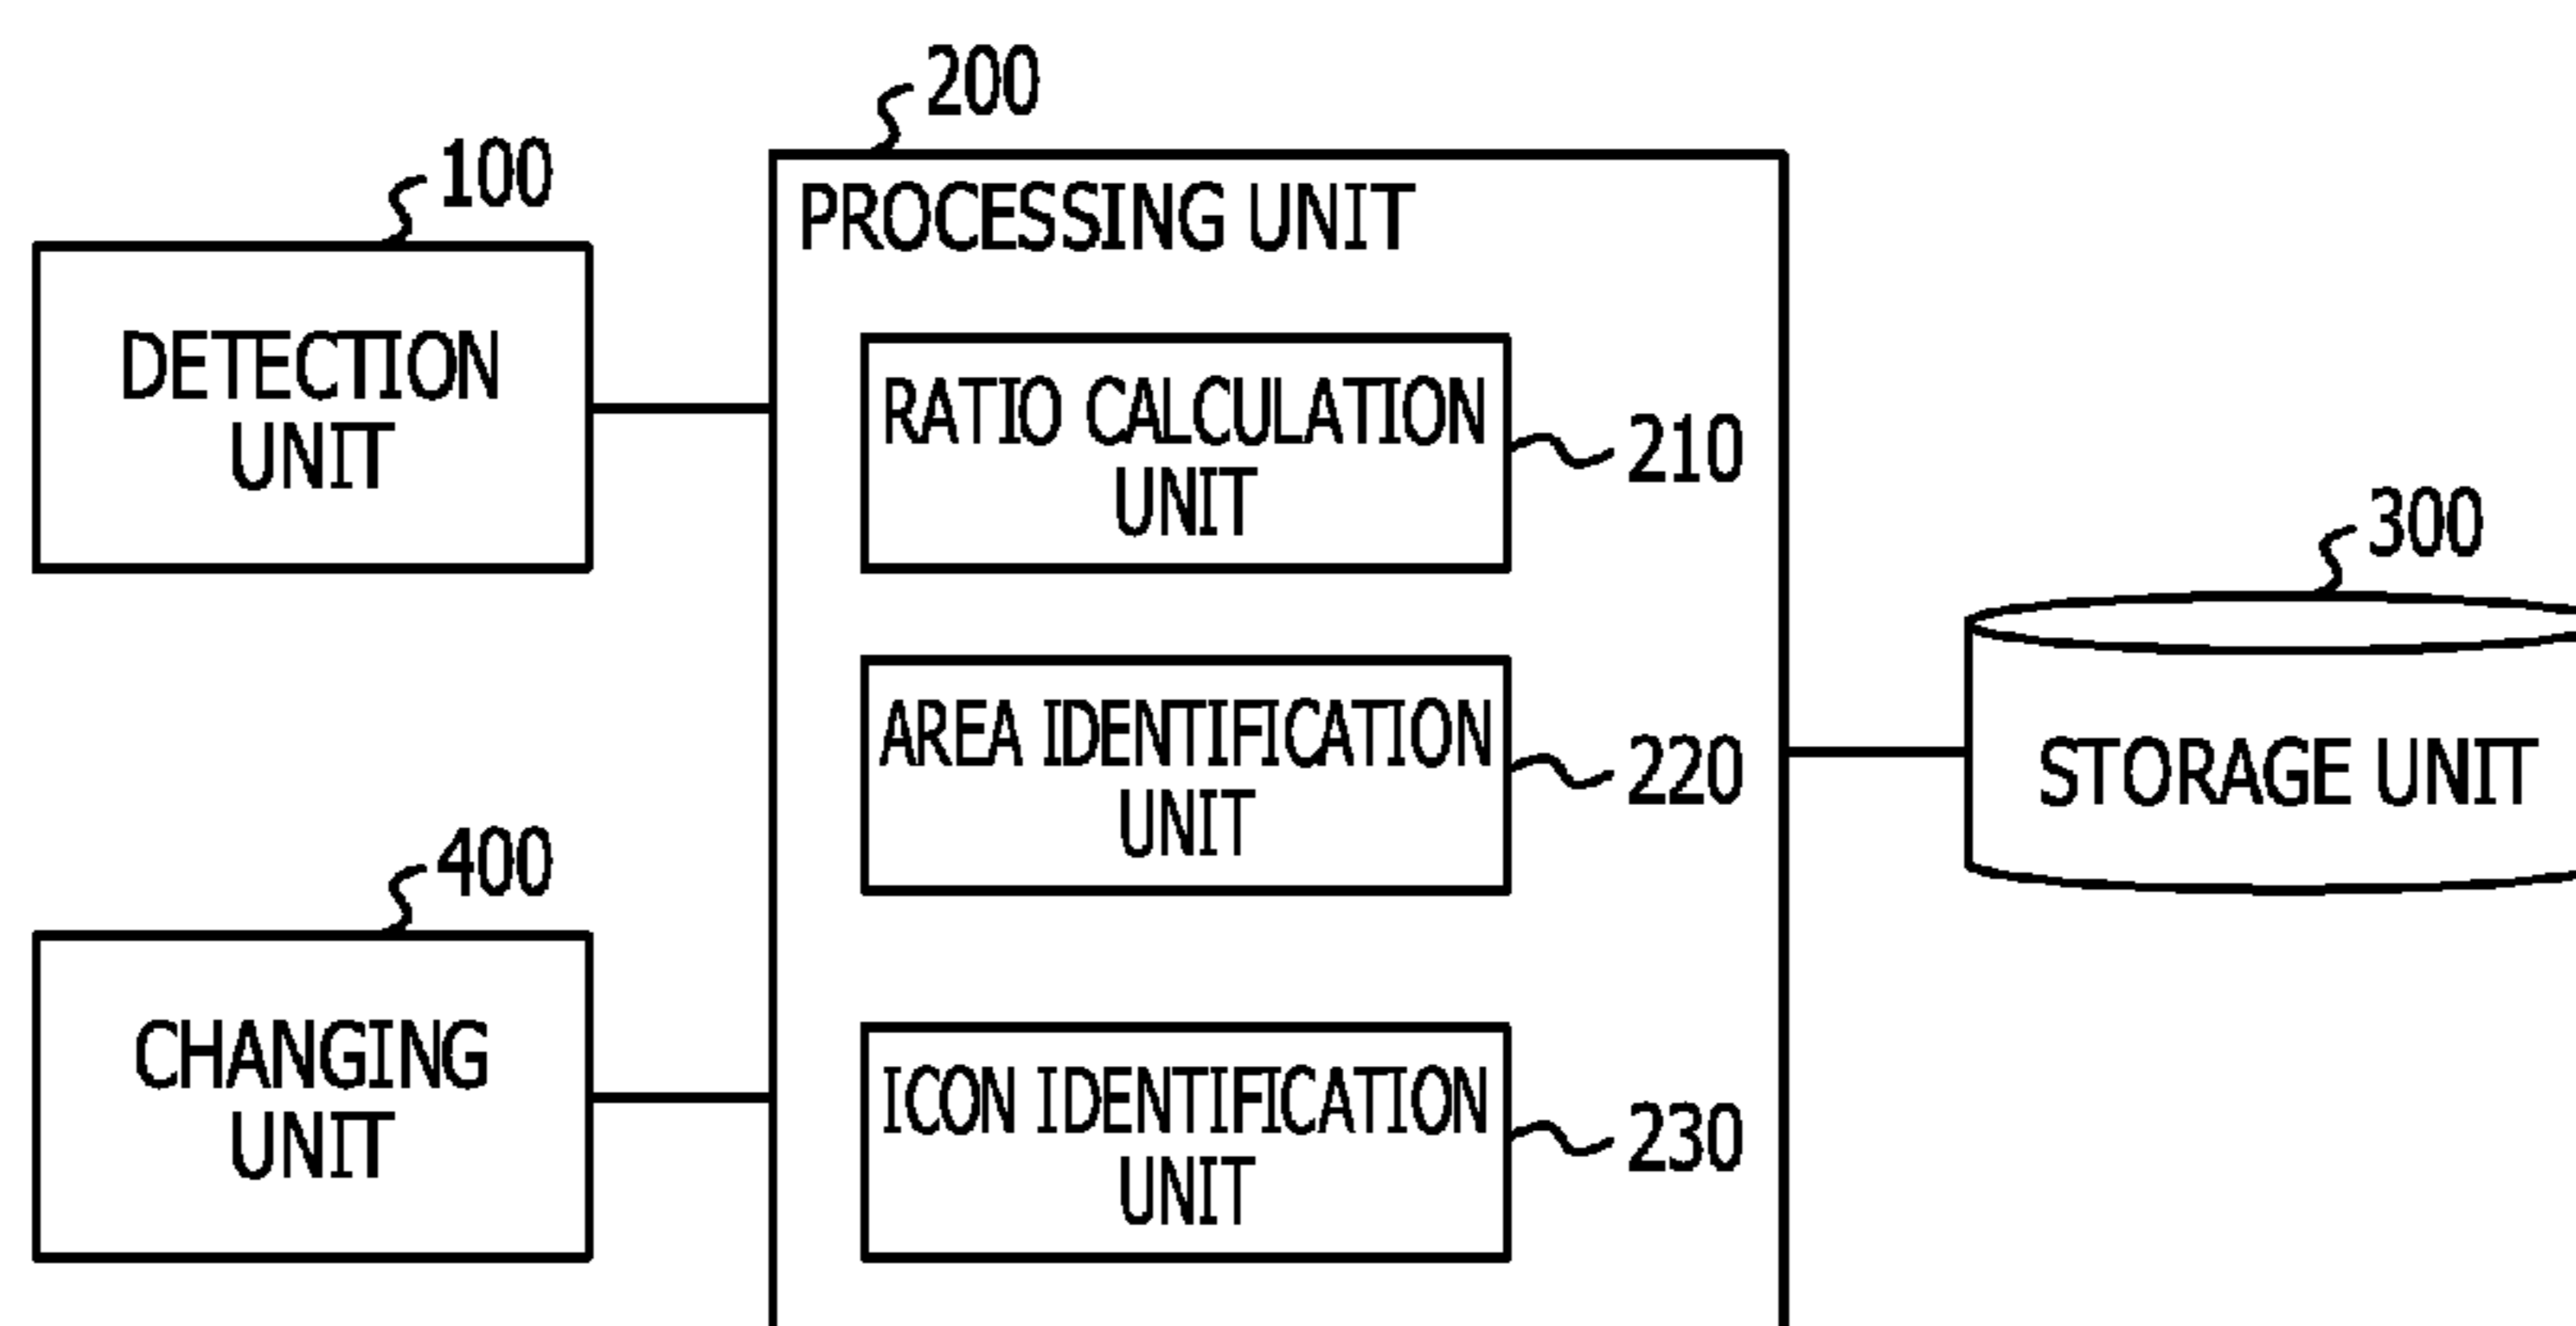 200
100
PROCESSING UNIT
DETECTION
UNIT
RATIO CALCULATION
UNIT
210
300
AREA IDENTIFICATION
UNIT
220
STORAGE UNIT
400
CHANGING
UNIT
ICON IDENTIFICATION
UNIT
230